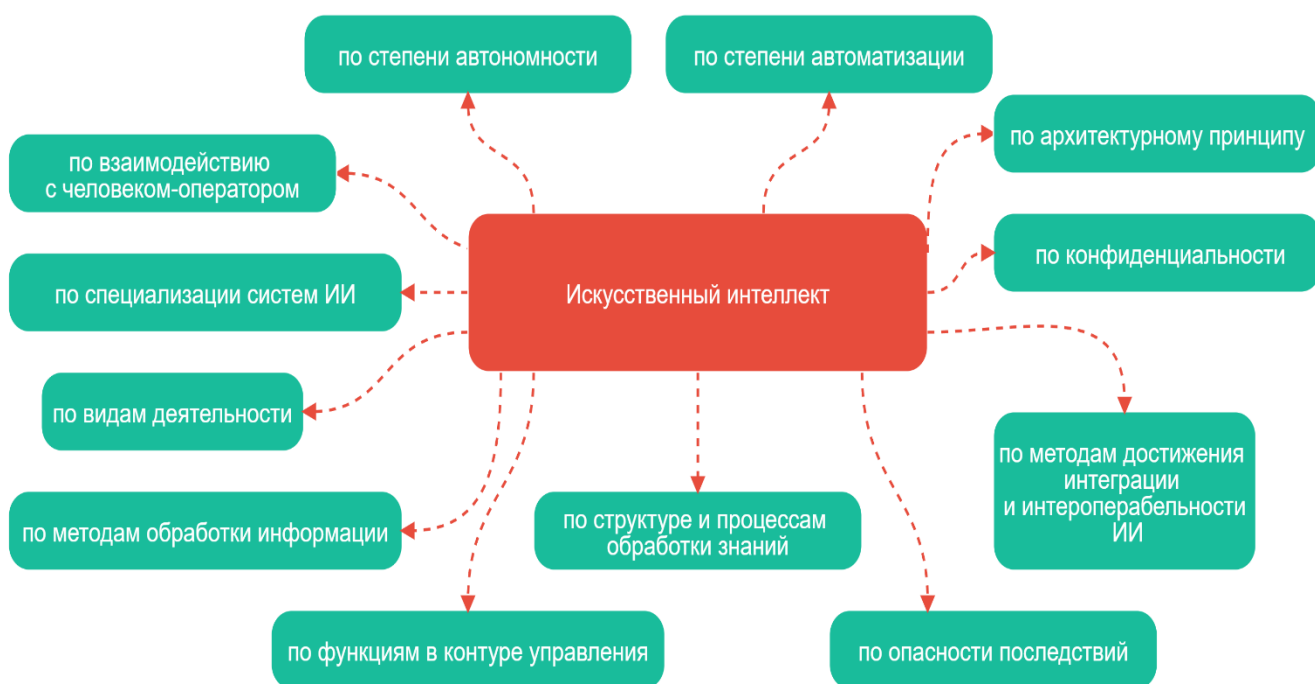 по степени автономности
по степени автоматизации
по архитектурному принципу
по взаимодействию
с человеком-оператором
по конфиденциальности
по специализации систем ИИ
Искусственный интеллект
по видам деятельности
по методам достижения
интеграции
и интероперабельности
ИИ
по методам обработки информации
по структуре и процессам
обработки знаний
по функциям в контуре управления
по опасности последствий